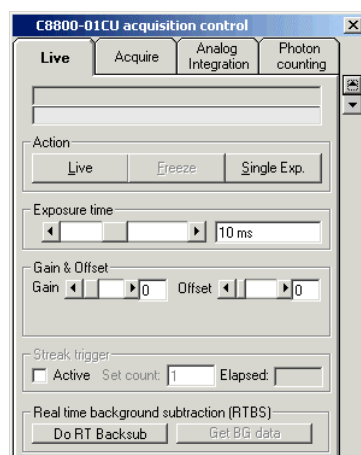 C8800-01CU acquisition control
Live Acquire Analog Integration Photon counting
Action
Live Freeze Single Exp.
Exposure time
10 ms
Gain & Offset
Gain 0 Offset 0
Streak trigger
Active Set count: 1 Elapsed:
Real time background subtraction (RTBS)
Do RT Backsub Get BG data